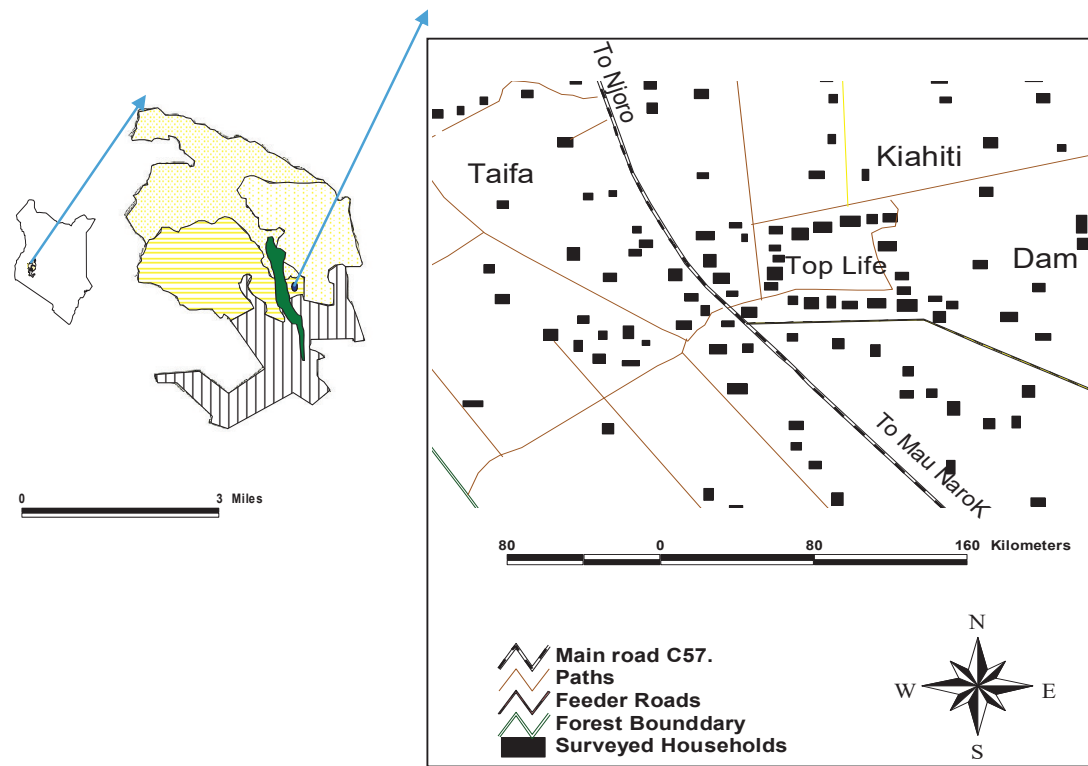 To Njoro
Kiahiti
Taifa
Top Life
Dam
To Mau NaroK
0 3 Miles
80 0 80 160 Kilometers
Main road C57.
Paths
Feeder Roads
Forest Bounddary
Surveyed Households
N
W E
S